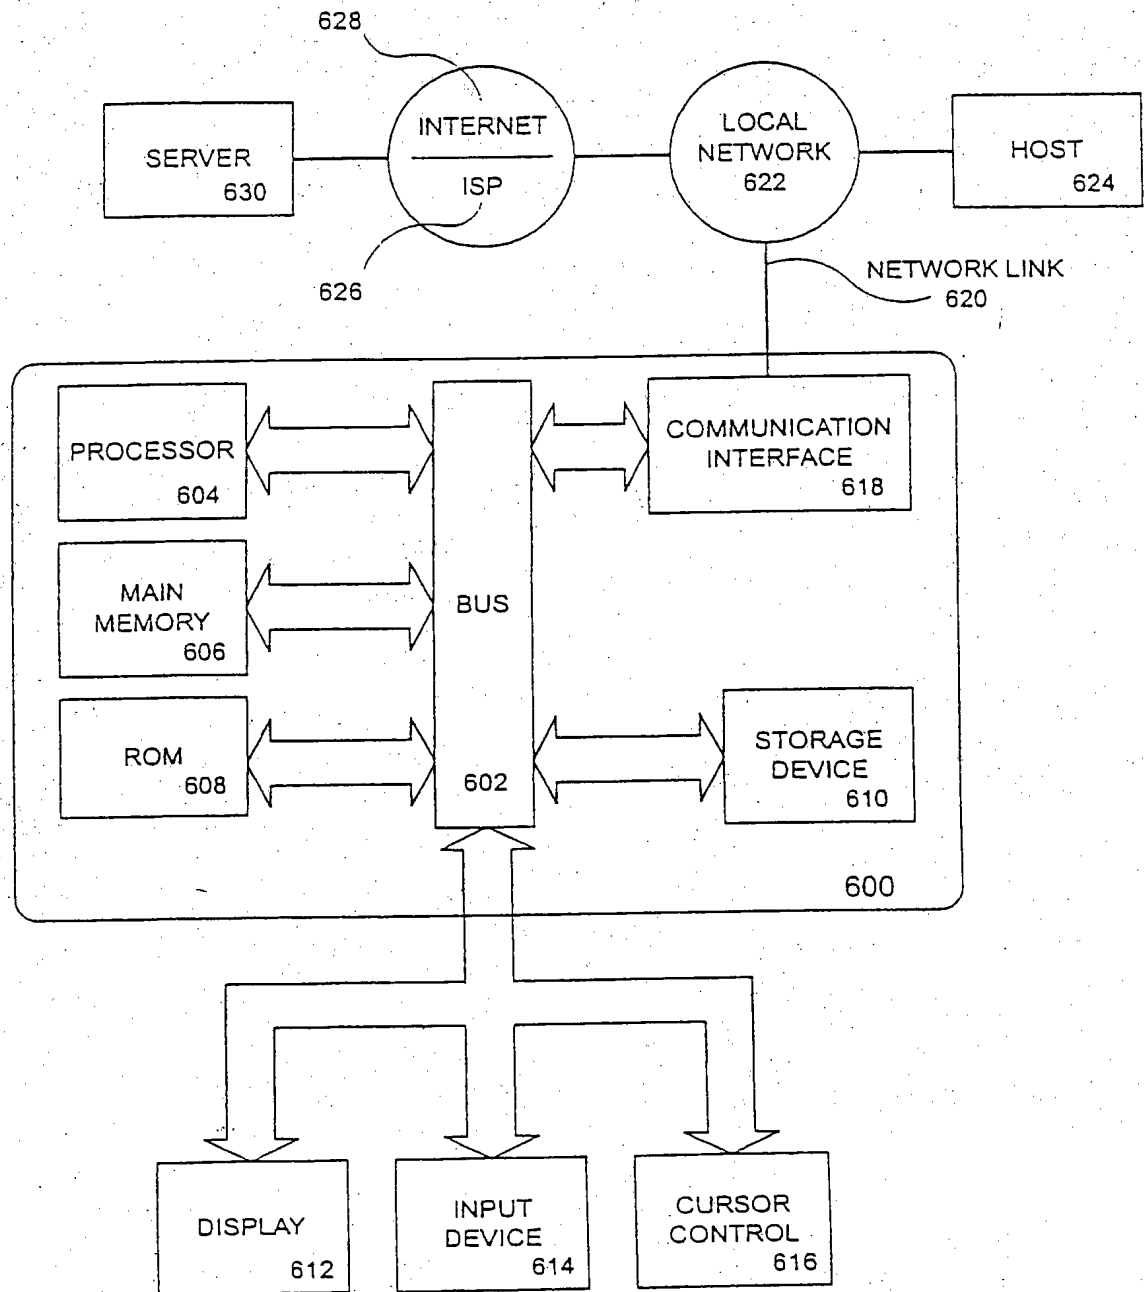 628
INTERNET
ISP
626
SERVER
630
LOCAL
NETWORK
622
HOST
624
NETWORK LINK
620
PROCESSOR
604
MAIN
MEMORY
606
ROM
608
BUS
602
COMMUNICATION
INTERFACE
618
STORAGE
DEVICE
610
600
DISPLAY
612
INPUT
DEVICE
614
CURSOR
CONTROL
616